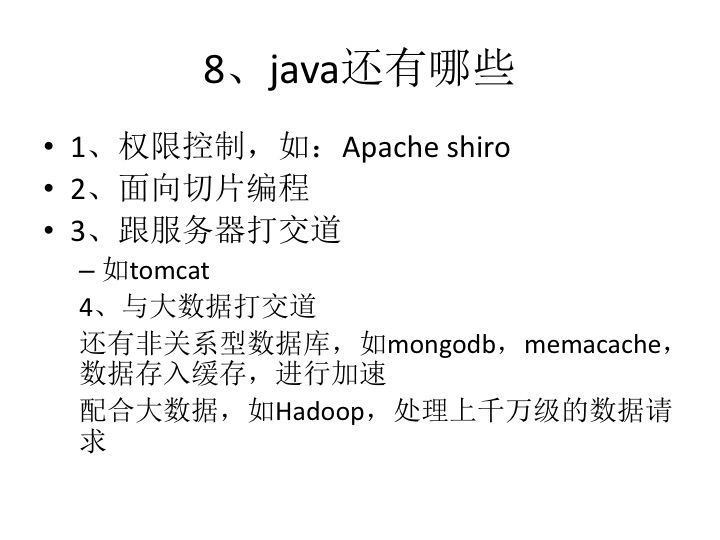 8、java还有哪些
• 1、权限控制，如：Apache shiro
• 2、面向切片编程
• 3、跟服务器打交道
– 如tomcat
4、与大数据打交道
还有非关系型数据库，如mongodb，memacache，
数据存入缓存，进行加速
配合大数据，如Hadoop，处理上千万级的数据请
求